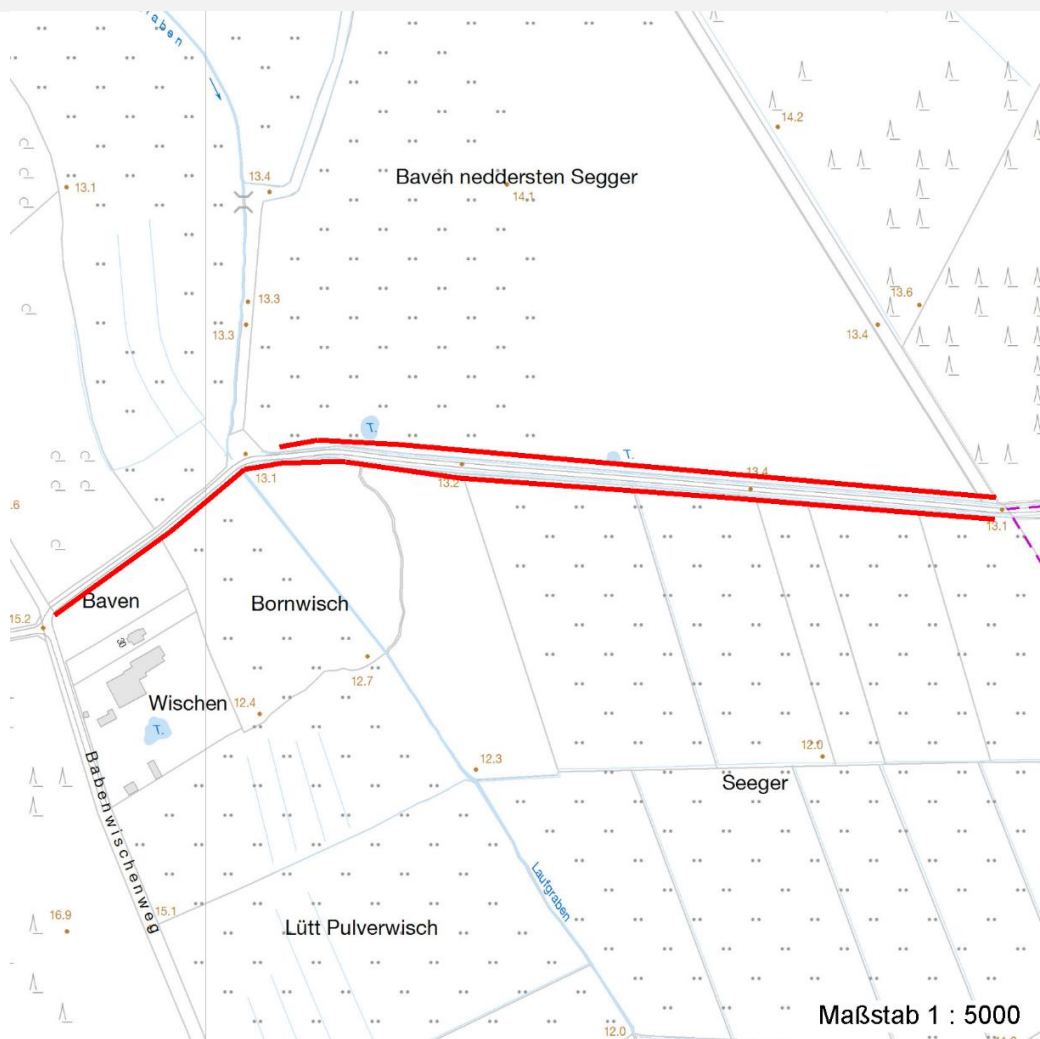 raben
14.2
13.4
13.1
Baven neddersten Segger
14.1
13.3
13.3
13.6
13.4
T.
T.
13.1
13.2
13.4
13.1
.6
15.2
Baven
Bornwisch
30
12.7
Wischen
12.4
T.
12.3
12.0
Seeger
Babenwischenweg
Laufgraben
16.9
15.1
Lütt Pulverwisch
Maßstab 1 : 5000
12.0